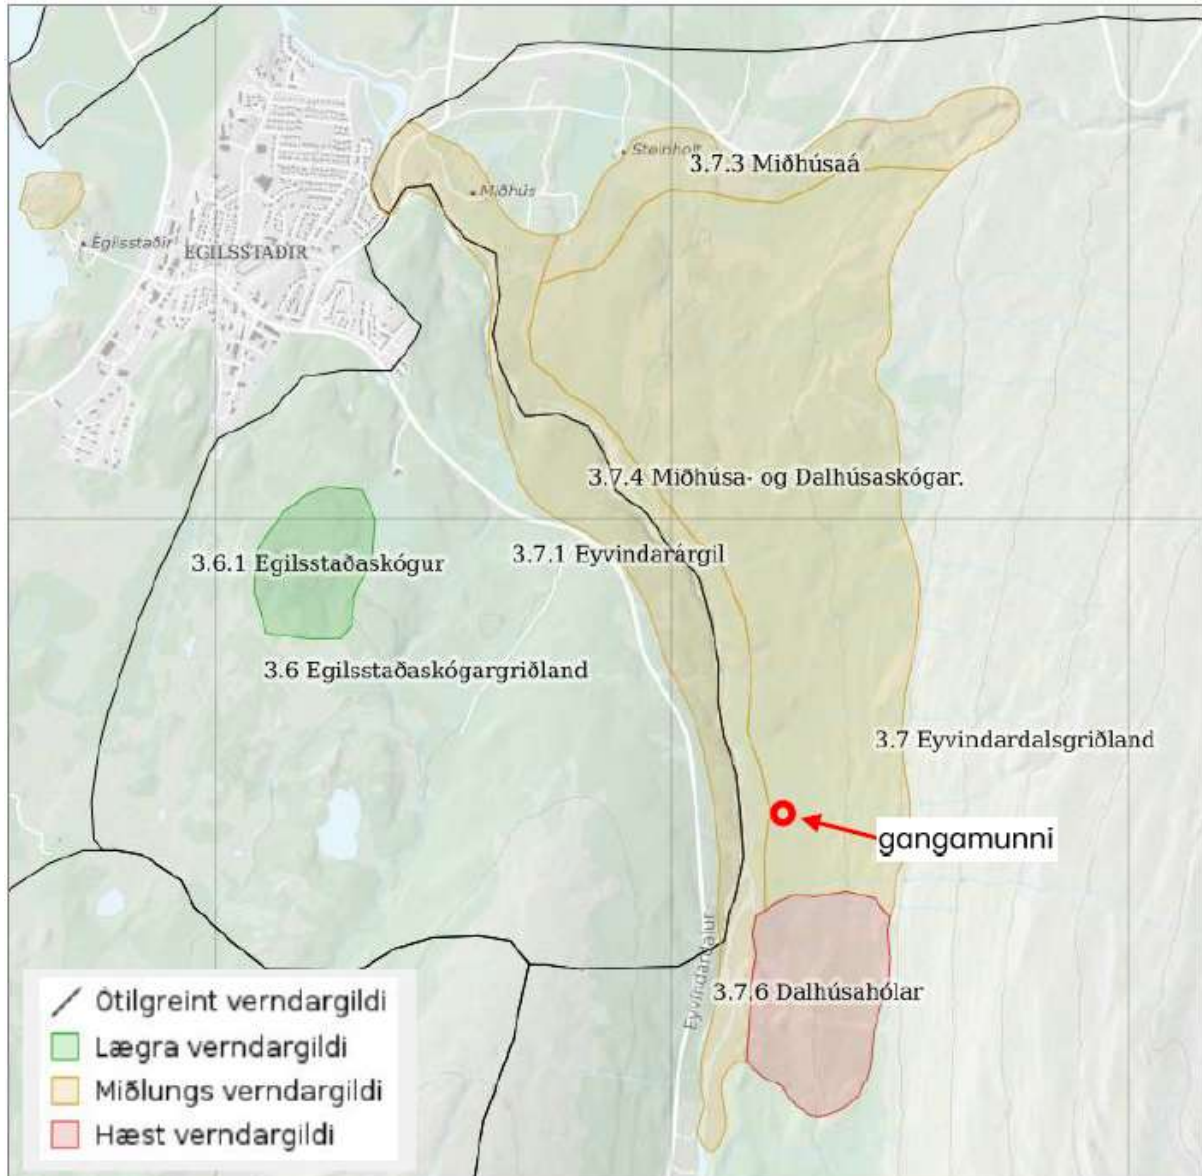 Steinholt
3.7.3 Miðhúsaá
Miðhús
Egilsstaðir
EGILSSTAÐIR
3.7.4 Miðhúsa- og Dalhúsaskógar.
3.7.1 Eyvindarárgil
3.6.1 Egilsstaðaskógur
3.6 Egilsstaðaskógargriðland
3.7 Eyvindardalsgriðland
gangamunni
Eyvindardalur
3.7.6 Dalhúsahólar
Ótilgreint verndargildi
Lægra verndargildi
Miðlungs verndargildi
Hæst verndargildi